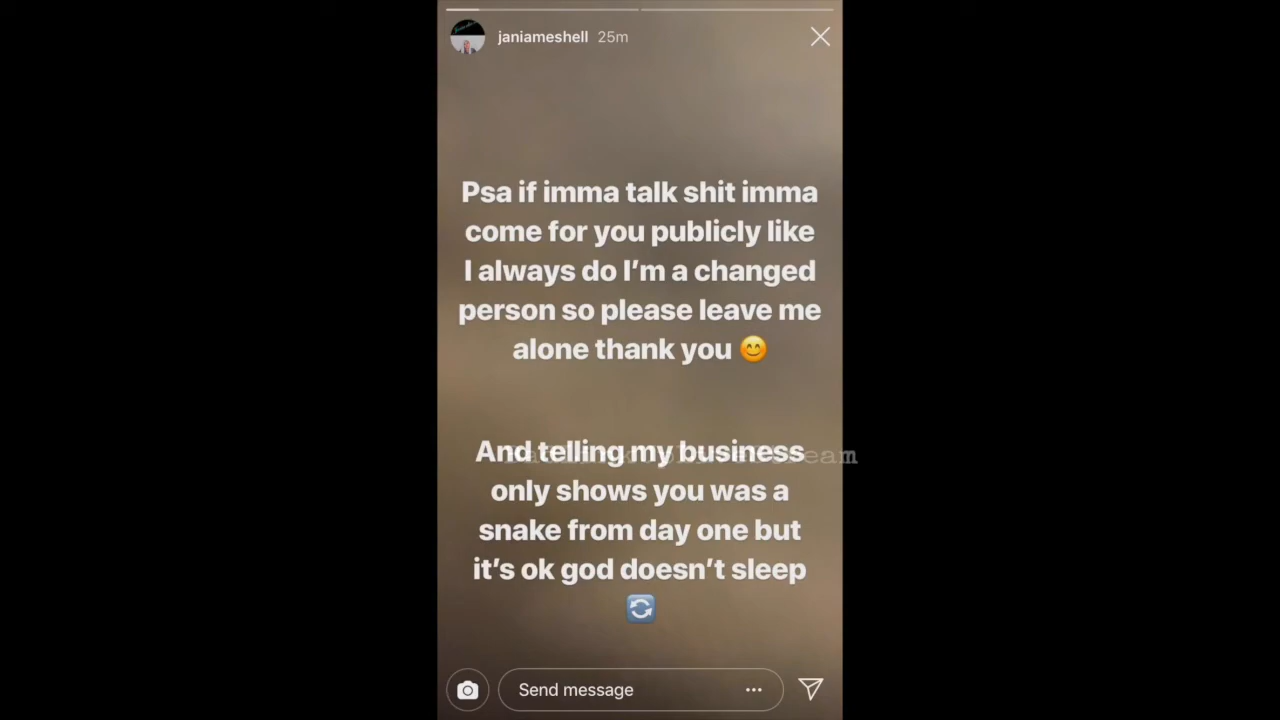 janiameshell 25m
Psa if imma talk shit imma
come for you publicly like
I always do I’m a changed
person so please leave me
alone thank you 😊
And telling my business
only shows you was a
snake from day one but
it’s ok god doesn’t sleep
🔄
Send message